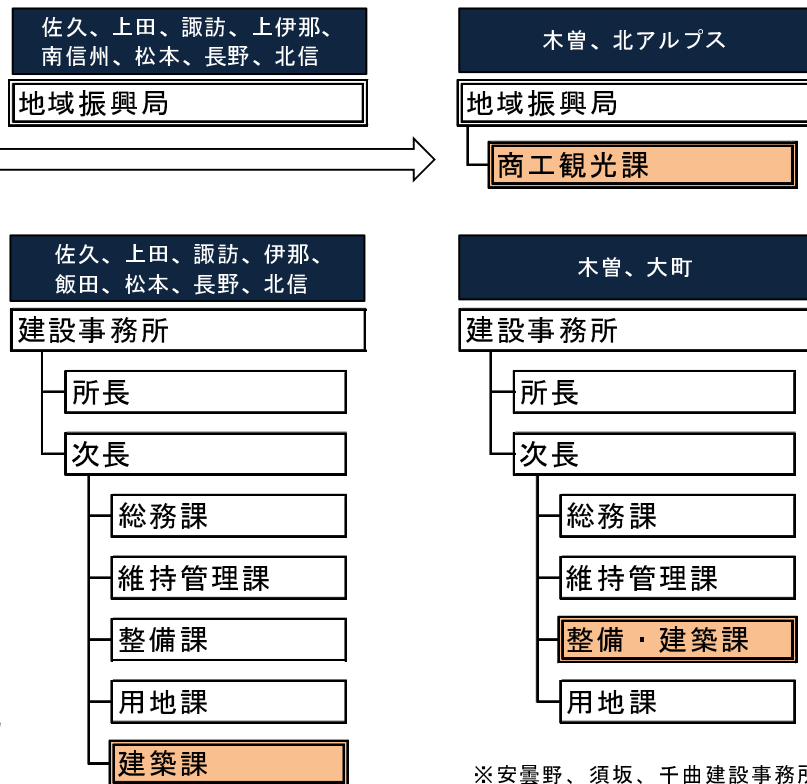 佐久、上田、諏訪、上伊那、
南信州、松本、長野、北信
地域振興局
木曽、北アルプス
地域振興局
商工観光課
佐久、上田、諏訪、伊那、
飯田、松本、長野、北信
建設事務所
所長
次長
総務課
維持管理課
整備課
用地課
建築課
木曽、大町
建設事務所
所長
次長
総務課
維持管理課
整備・建築課
用地課
※安曇野、須坂、千曲建設事務所